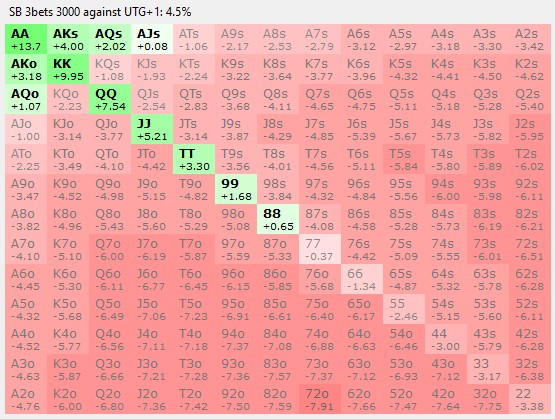 SB 3bets 3000 against UTG+1: 4.5%
AA AKs AQs AJs ATs A9s A8s A7s A6s A5s A4s A3s A2s
+13.7 +4.00 +2.02 +0.08 -1.06 -2.17 -2.53 -2.79 -3.12 -2.97 -3.18 -3.30 -3.42
AKo KK KQs KJs KTs K9s K8s K7s K6s K5s K4s K3s K2s
+3.18 +9.95 -1.08 -1.93 -2.24 -3.22 -3.64 -3.77 -3.96 -4.32 -4.41 -4.50 -4.62
AQo KQo QQ QJs QTs Q9s Q8s Q7s Q6s Q5s Q4s Q3s Q2s
+1.07 -2.23 +7.54 -2.54 -2.83 -3.68 -4.11 -4.65 -4.75 -5.11 -5.18 -5.28 -5.40
AJo KJo QJo JJ JTs J9s J8s J7s J6s J5s J4s J3s J2s
-1.00 -3.14 -3.77 +5.21 -3.14 -3.87 -4.29 -4.85 -5.39 -5.67 -5.73 -5.82 -5.95
ATo KTo QTo JTo TT T9s T8s T7s T6s T5s T4s T3s T2s
-2.25 -3.49 -4.10 -4.42 +3.30 -3.56 -4.01 -4.56 -5.11 -5.84 -5.80 -5.89 -6.02
A9o K9o Q9o J9o T9o 99 98s 97s 96s 95s 94s 93s 92s
-3.47 -4.52 -4.98 -5.15 -4.82 +1.68 -3.84 -4.32 -4.84 -5.56 -6.00 -5.98 -6.11
A8o K8o Q8o J8o T8o 98o 88 87s 86s 85s 84s 83s 82s
-3.82 -4.96 -5.43 -5.60 -5.29 -5.08 +0.65 -4.08 -4.58 -5.28 -5.73 -6.19 -6.21
A7o K7o Q7o J7o T7o 97o 87o 77 76s 75s 74s 73s 72s
-4.10 -5.10 -6.00 -6.19 -5.87 -5.59 -5.33 -0.37 -4.42 -5.09 -5.55 -6.01 -6.51
A6o K6o Q6o J6o T6o 96o 86o 76o 66 65s 64s 63s 62s
-4.45 -5.30 -6.11 -6.77 -6.45 -6.15 -5.85 -5.68 -1.34 -4.87 -5.32 -5.78 -6.28
A5o K5o Q5o J5o T5o 95o 85o 75o 65o 55 54s 53s 52s
-4.32 -5.68 -6.49 -7.06 -7.23 -6.91 -6.61 -6.40 -6.17 -2.46 -5.15 -5.60 -6.11
A4o K4o Q4o J4o T4o 94o 84o 74o 64o 54o 44 43s 42s
-4.52 -5.77 -6.56 -7.11 -7.18 -7.37 -7.08 -6.88 -6.63 -6.46 -3.00 -5.79 -6.28
A3o K3o Q3o J3o T3o 93o 83o 73o 63o 53o 43o 33 32s
-4.63 -5.87 -6.66 -7.21 -7.28 -7.36 -7.57 -7.37 -7.12 -6.93 -7.12 -3.17 -6.38
A2o K2o Q2o J2o T2o 92o 82o 72o 62o 52o 42o 32o 22
-4.76 -6.00 -6.80 -7.36 -7.42 -7.50 -7.59 -7.91 -7.66 -7.47 -7.64 -7.75 -3.38